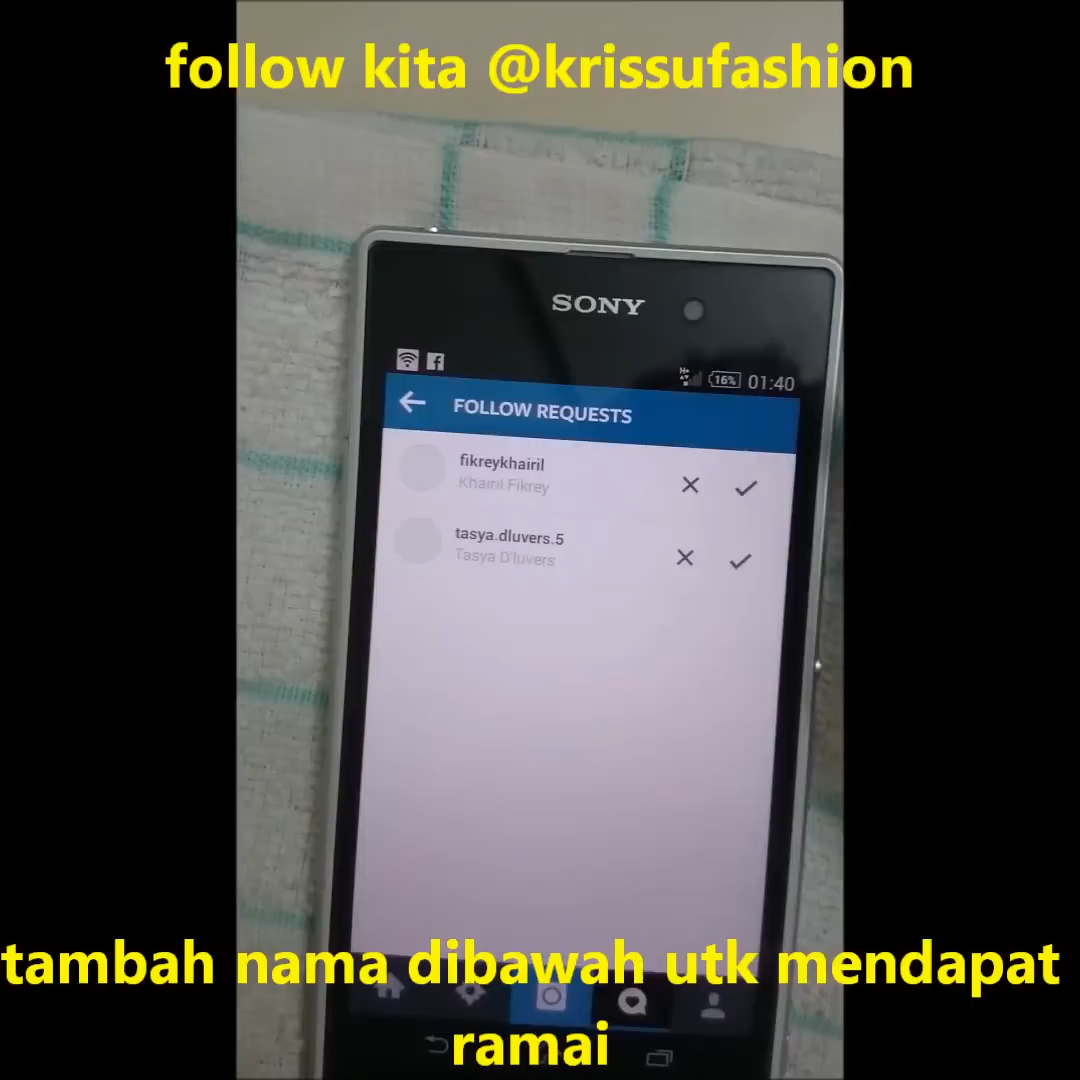 follow kita @krissufashion
SONY
16% 01:40
FOLLOW REQUESTS
fikreykhairil
Khairil Fikrey
tasya.dluvers.5
Tasya D'luvers
tambah nama dibawah utk mendapat
ramai